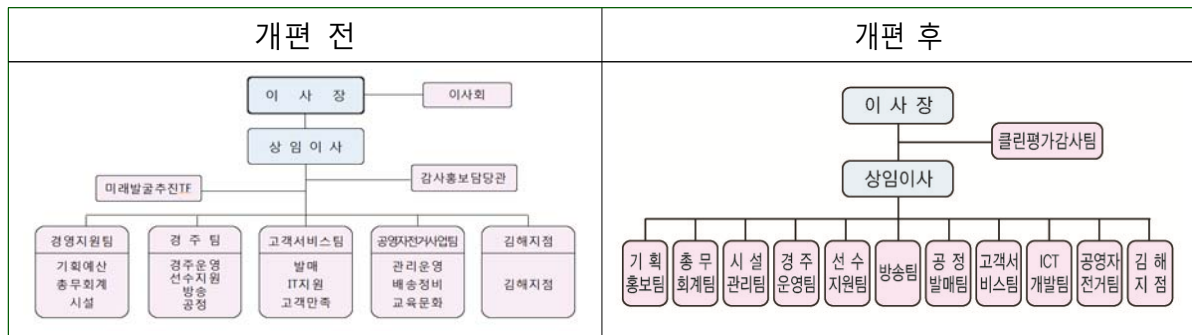 개편 전
개편 후
이 사 장
이사회
상 임 이 사
미래발굴추진TF
감사홍보담당관
경영지원팀
기획예산
총무회계
시설
경 주 팀
경주운영
선수지원
방송
공정
고객서비스팀
발매
IT지원
고객만족
공영자전거사업팀
관리운영
배송정비
교육문화
김해지점
김해지점
이 사 장
클린평가감사팀
상임이사
기 획
홍보팀
총 무
회계팀
시 설
관리팀
경 주
운영팀
선 수
지원팀
방송팀
공 정
발매팀
고객서
비스팀
ICT
개발팀
공영자
전거팀
김 해
지 점